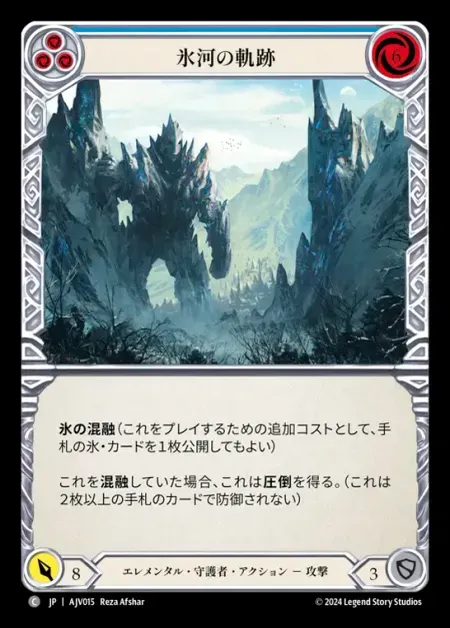 氷河の軌跡
6
氷の混融(これをプレイするための追加コストとして、手
札の氷・カードを1枚公開してもよい)
これを混融していた場合、これは圧倒を得る。(これは
2枚以上の手札のカードで防御されない)
8
エレメンタル・守護者・アクション ー 攻撃
3
C JP | AJV015 Reza Afshar
© 2024 Legend Story Studios